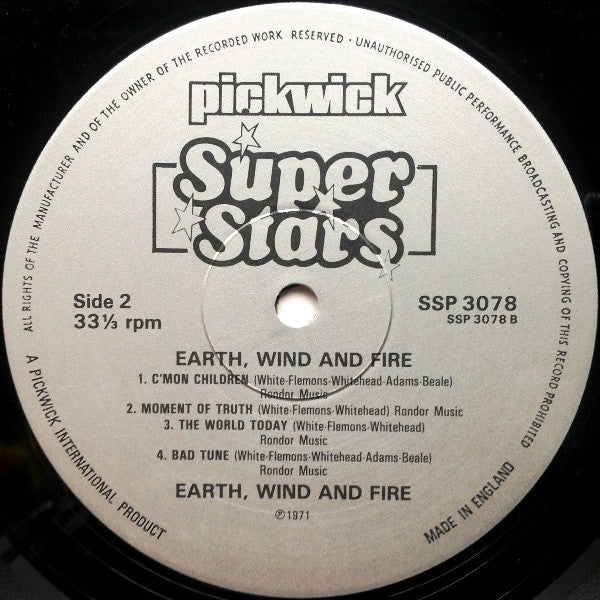 ALL RIGHTS OF THE MANUFACTURER AND OF THE OWNER OF THE RECORDED WORK RESERVED · UNAUTHORISED PUBLIC PERFORMANCE BROADCASTING AND COPYING OF THIS RECORD PROHIBITED
pickwick
Super
Stars
Side 2
33⅓ rpm
SSP 3078
SSP 3078 B
EARTH, WIND AND FIRE
1. C'MON CHILDREN (White-Flemons-Whitehead-Adams-Beale)
Rondor Music
2. MOMENT OF TRUTH (White-Flemons-Whitehead) Rondor Music
3. THE WORLD TODAY (White-Flemons-Whitehead)
Rondor Music
4. BAD TUNE (White-Flemons-Whitehead-Adams-Beale)
Rondor Music
EARTH, WIND AND FIRE
℗1971
A PICKWICK INTERNATIONAL PRODUCT
MADE IN ENGLAND